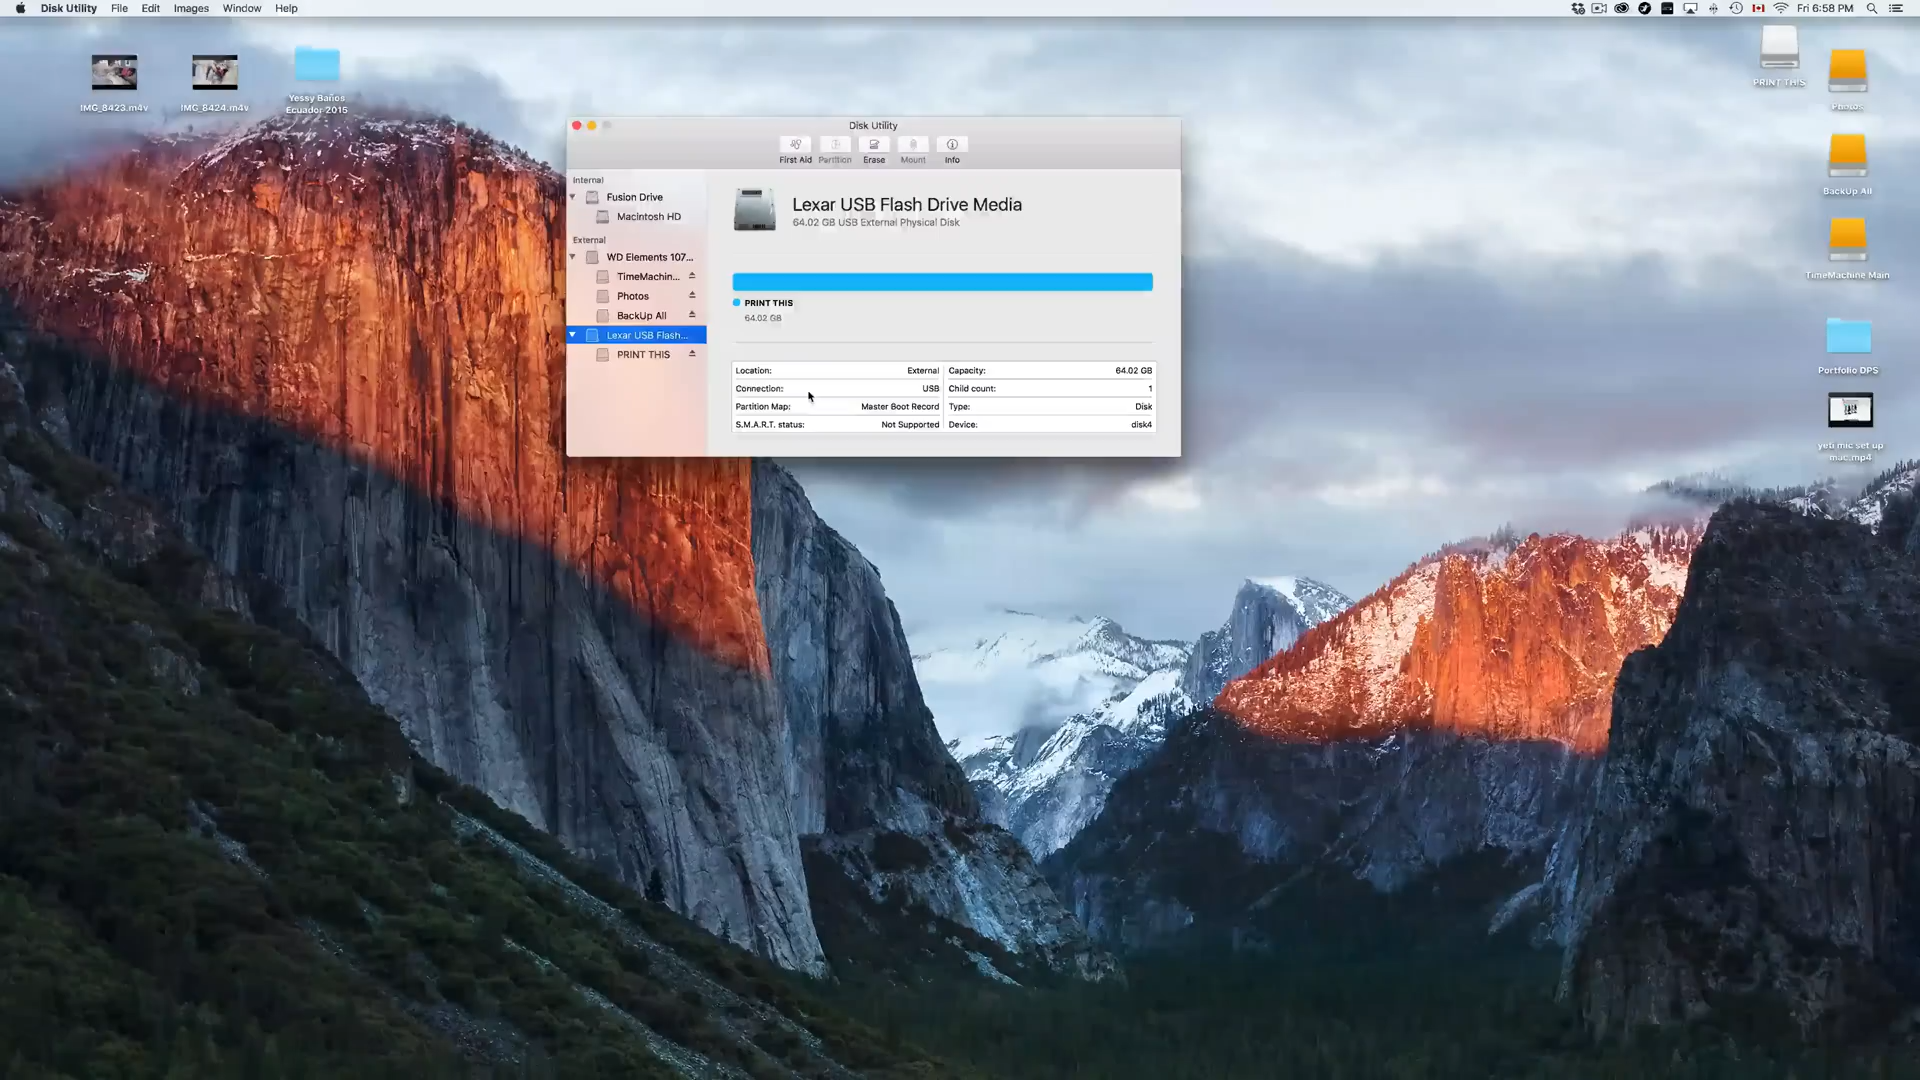 Disk Utility File Edit Images Window Help
Fri 6:58 PM
IMG_8423.m4v
IMG_8424.m4v
Yessy Baños
Ecuador 2015
PRINT THIS
Photos
BackUp All
TimeMachine Main
Portfolio DPS
yeti mic set up
mac.mp4
Disk Utility
First Aid Partition Erase Mount Info
Internal
Fusion Drive
Macintosh HD
External
WD Elements 107...
TimeMachin...
Photos
BackUp All
Lexar USB Flash...
PRINT THIS
Lexar USB Flash Drive Media
64.02 GB USB External Physical Disk
PRINT THIS
64.02 GB
Location: External Capacity: 64.02 GB
Connection: USB Child count: 1
Partition Map: Master Boot Record Type: Disk
S.M.A.R.T. status: Not Supported Device: disk4